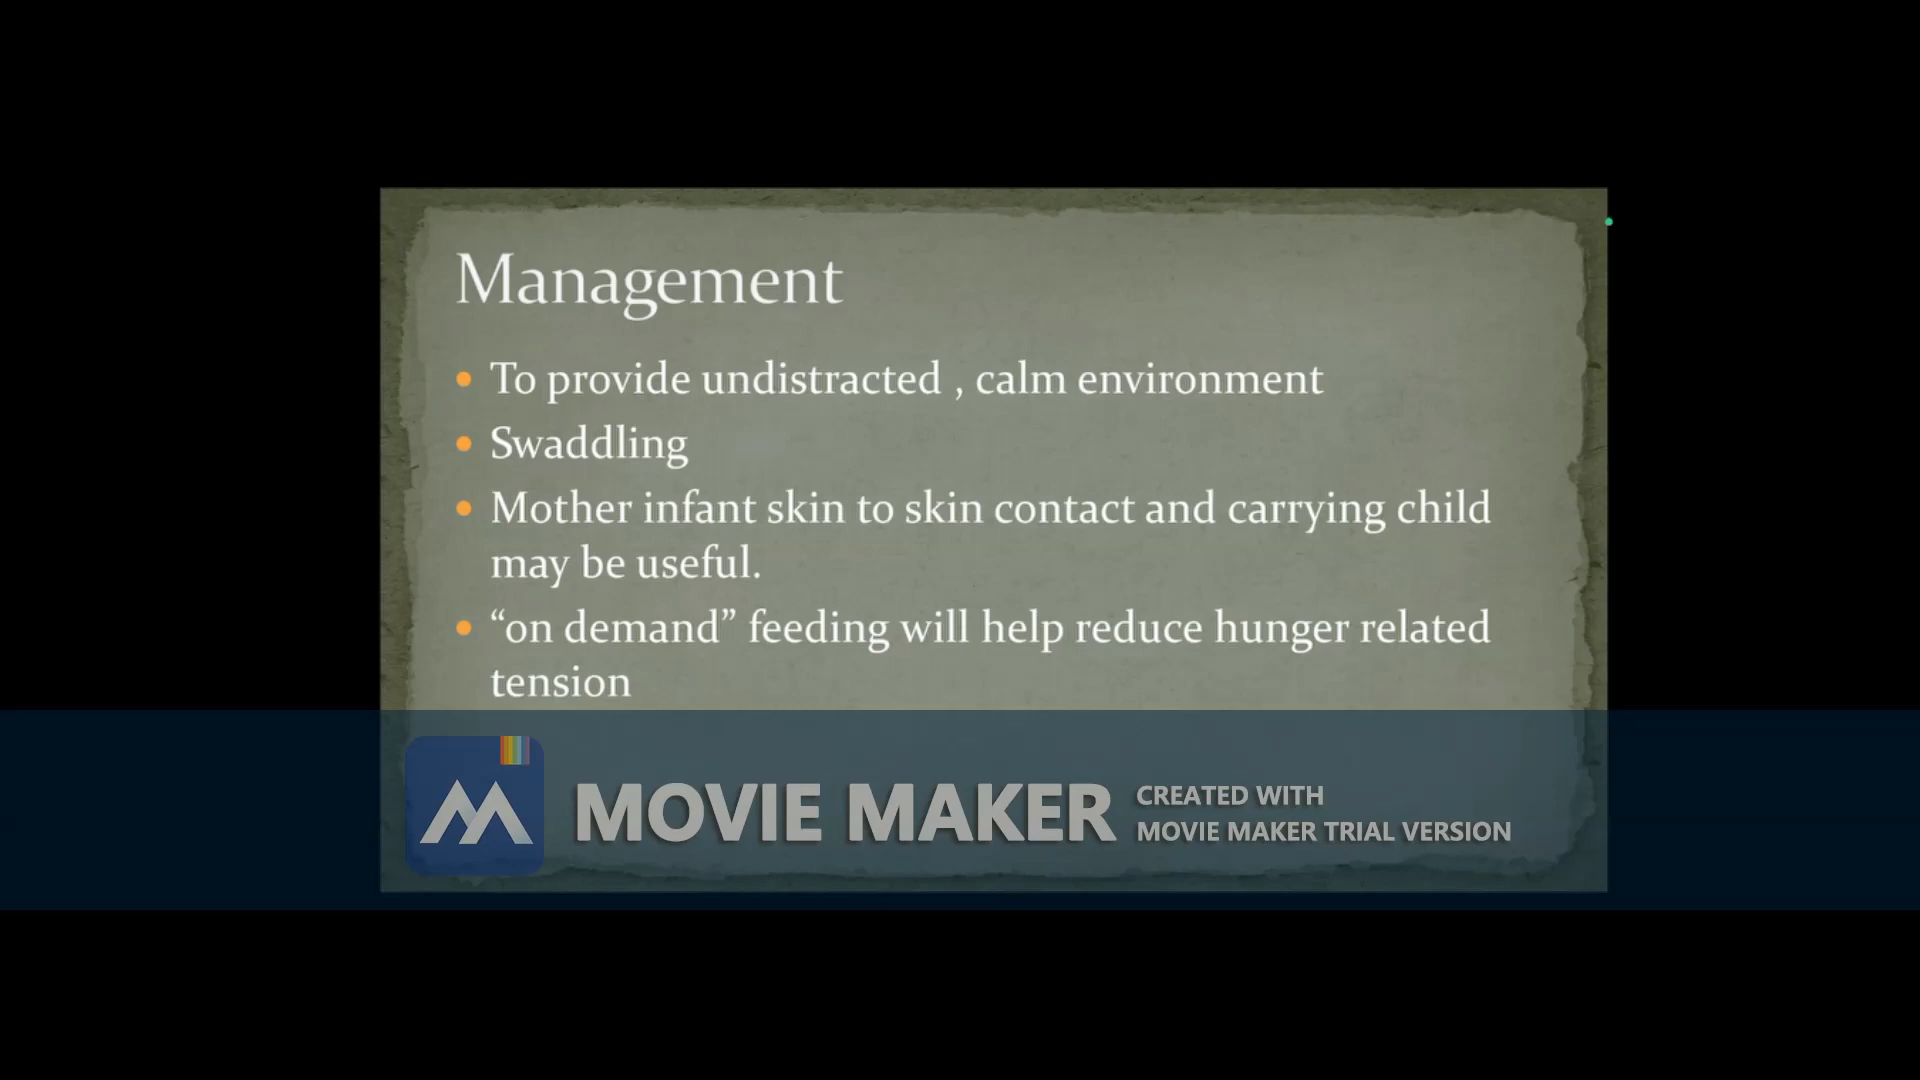 Management
• To provide undistracted , calm environment
• Swaddling
• Mother infant skin to skin contact and carrying child
may be useful.
• “on demand” feeding will help reduce hunger related
tension
MOVIE MAKER
CREATED WITH
MOVIE MAKER TRIAL VERSION